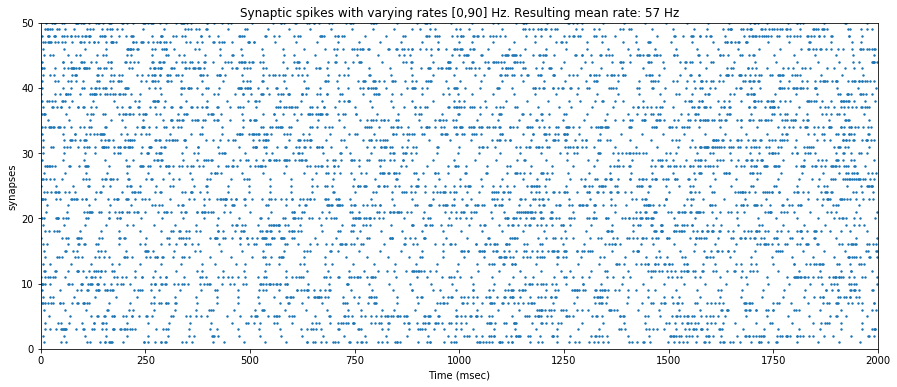 Synaptic spikes with varying rates [0,90] Hz. Resulting mean rate: 57 Hz
50
40
30
20
10
0
synapses
0 250 500 750 1000 1250 1500 1750 2000
Time (msec)